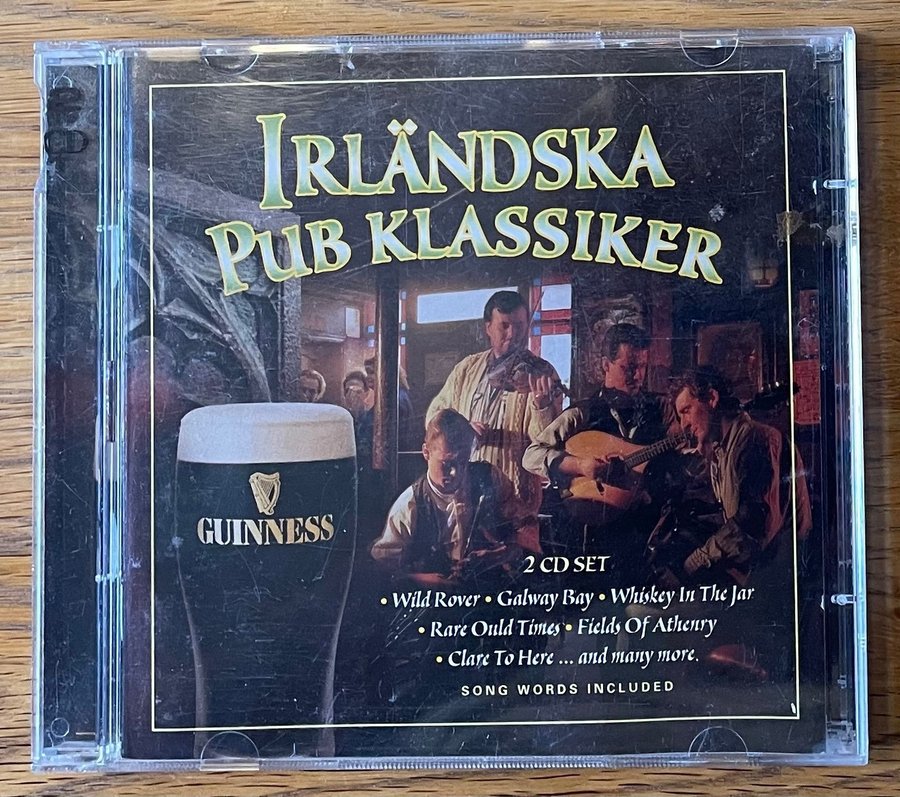 IRLÄNDSKA
PUB KLASSIKER
GUINNESS
2 CD SET
• Wild Rover • Galway Bay • Whiskey In The Jar
• Rare Ould Times • Fields Of Athenry
• Clare To Here ... and many more.
SONG WORDS INCLUDED